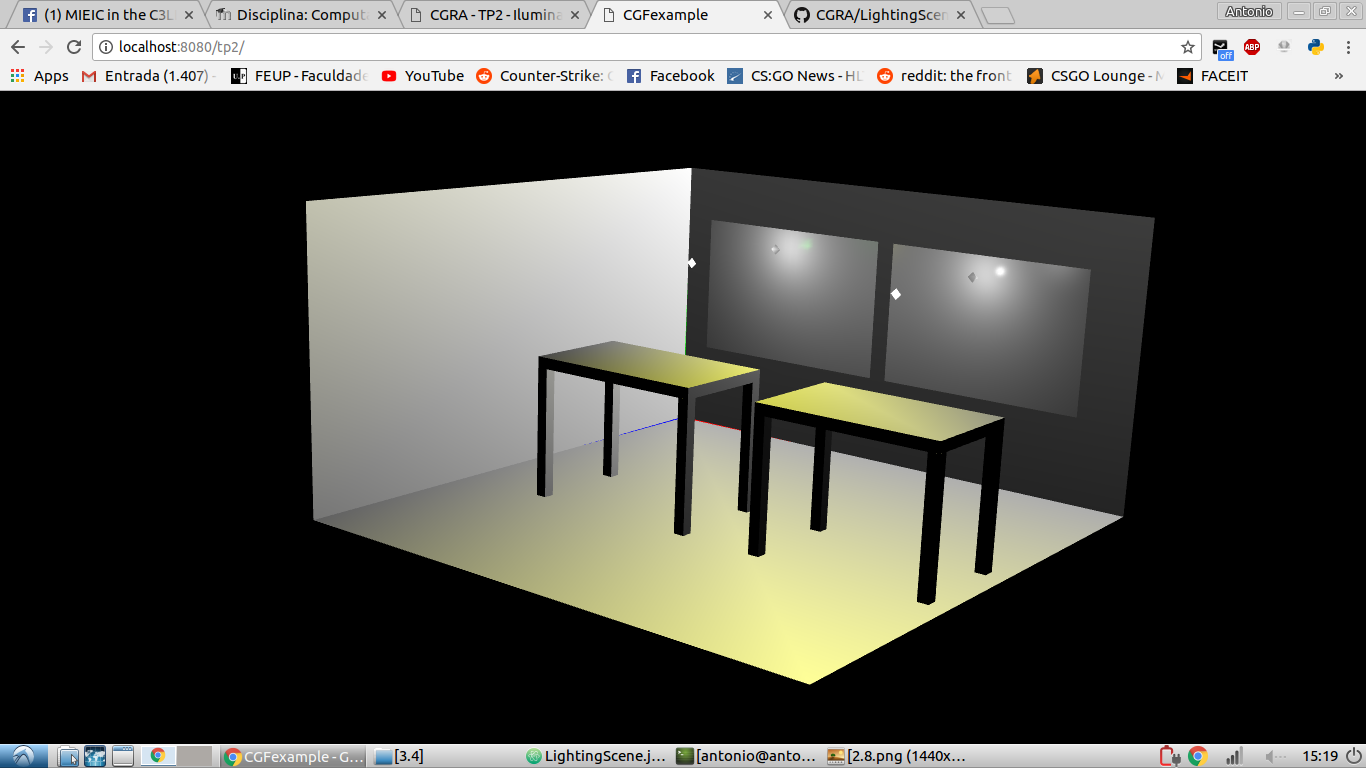 (1) MIEIC in the C3L
Disciplina: Computa
CGRA - TP2 - Ilumina
CGFexample
CGRA/LightingScen
Antonio
localhost:8080/tp2/
ABP
off
Apps
Entrada (1.407) -
FEUP - Faculdade
YouTube
Counter-Strike: G
Facebook
CS:GO News - HL
reddit: the front
CSGO Lounge - M
FACEIT
»
CGFexample - G...
[3.4]
LightingScene.j...
[antonio@anto...
[2.8.png (1440x...
15:19